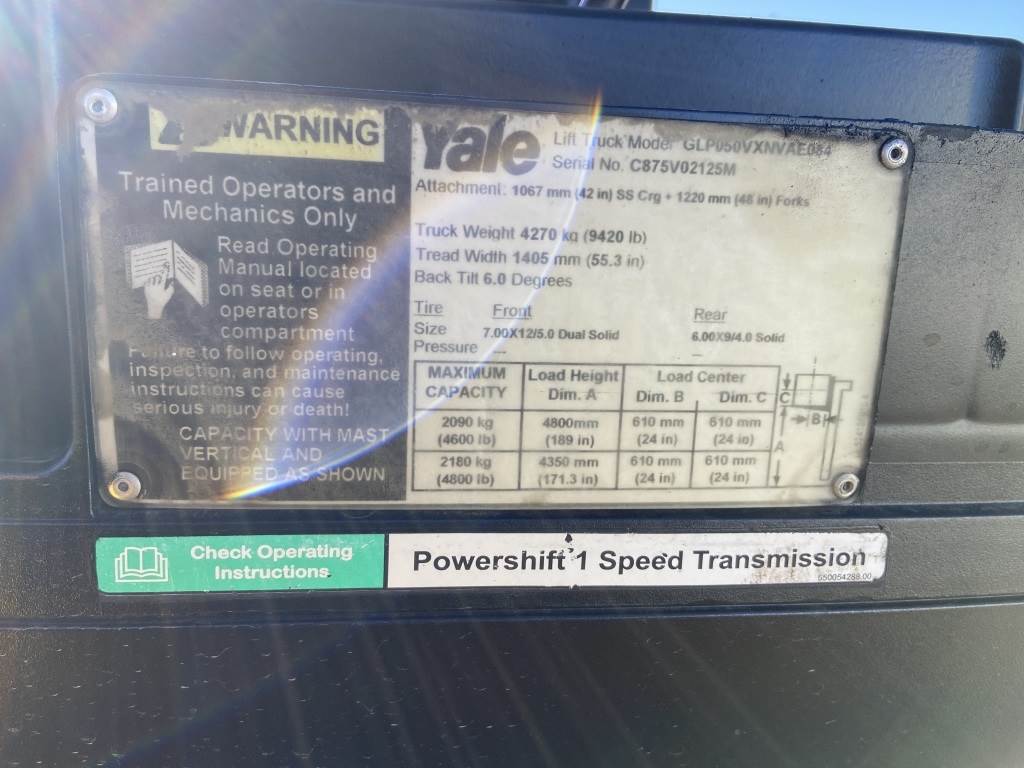 WARNING
Trained Operators and
Mechanics Only
Read Operating
Manual located
on seat or in
operators
compartment
Failure to follow operating,
inspection, and maintenance
instructions can cause
serious injury or death!
CAPACITY WITH MAST
VERTICAL AND
EQUIPPED AS SHOWN
Yale
Lift Truck Model GLP050VXNVAE084
Serial No. C875V02125M
Attachment: 1067 mm (42 in) SS Crg + 1220 mm (48 in) Forks
Truck Weight 4270 kg (9420 lb)
Tread Width 1405 mm (55.3 in)
Back Tilt 6.0 Degrees
Tire Front Rear
Size 7.00X12/5.0 Dual Solid 6.00X9/4.0 Solid
Pressure — —
MAXIMUM CAPACITY Load Height Dim. A Load Center Dim. B Dim. C
2090 kg (4600 lb) 4800mm (189 in) 610 mm (24 in) 610 mm (24 in)
2180 kg (4800 lb) 4350 mm (171.3 in) 610 mm (24 in) 610 mm (24 in)
C
B
A
Check Operating
Instructions
Powershift 1 Speed Transmission
550054288.00